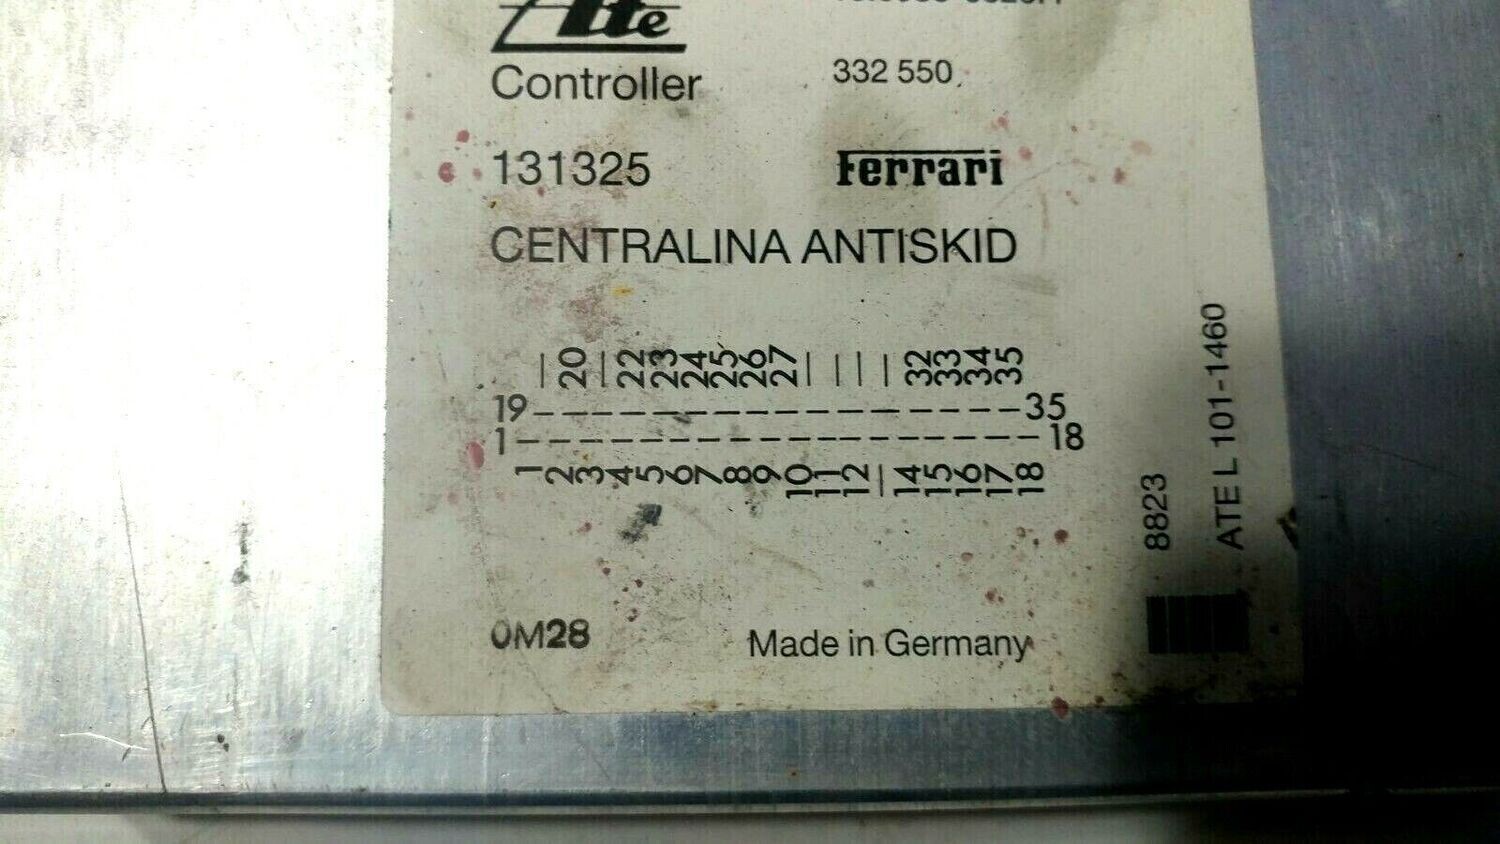 Ate
Controller
332 550
131325
Ferrari
CENTRALINA ANTISKID
| 20 | 22 23 24 25 26 27 | | | | 32 33 34 35
19 – – – – – – – – – – – – – – – – – 35
1 – – – – – – – – – – – – – – – – – – 18
1 2 3 4 5 6 7 8 9 10 11 12 | 14 15 16 17 18
0M28
Made in Germany
8823
ATE L 101-1460